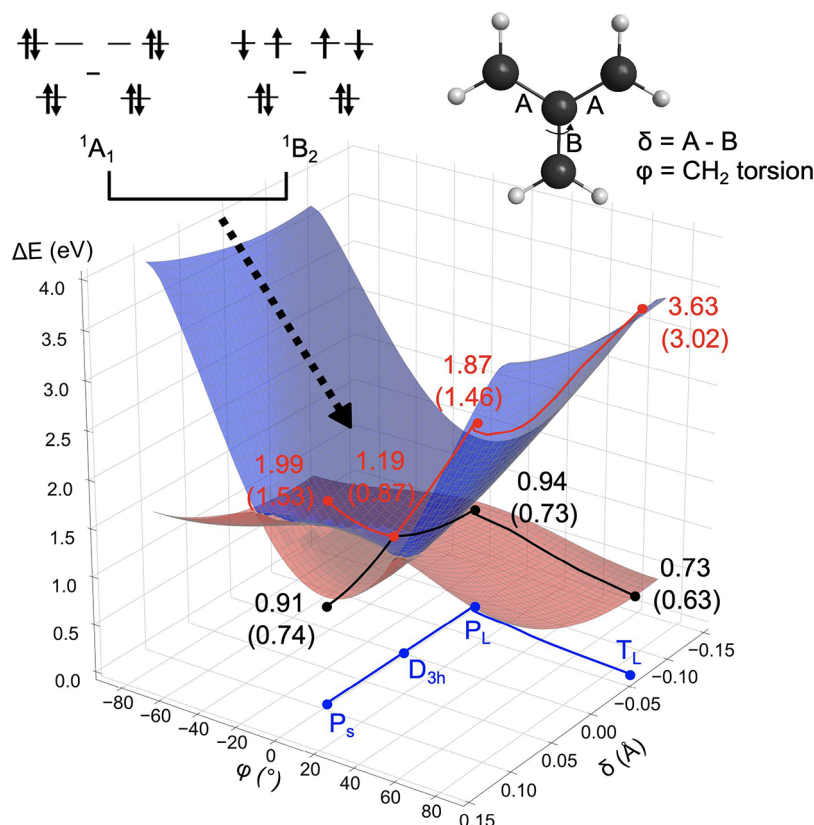 ¹A₁
¹B₂
A
A
B
δ = A - B
φ = CH₂ torsion
ΔE (eV)
4.0
3.5
3.0
2.5
2.0
1.5
1.0
0.5
0.0
3.63
(3.02)
1.87
(1.46)
1.99
(1.53)
1.19
(0.87)
0.94
(0.73)
0.91
(0.74)
0.73
(0.63)
P_L
D₃ₕ
T_L
Pₛ
−80
−60
−40
−20
0
20
40
60
80
φ (°)
−0.15
−0.10
−0.05
0.00
0.05
0.10
0.15
δ (Å)